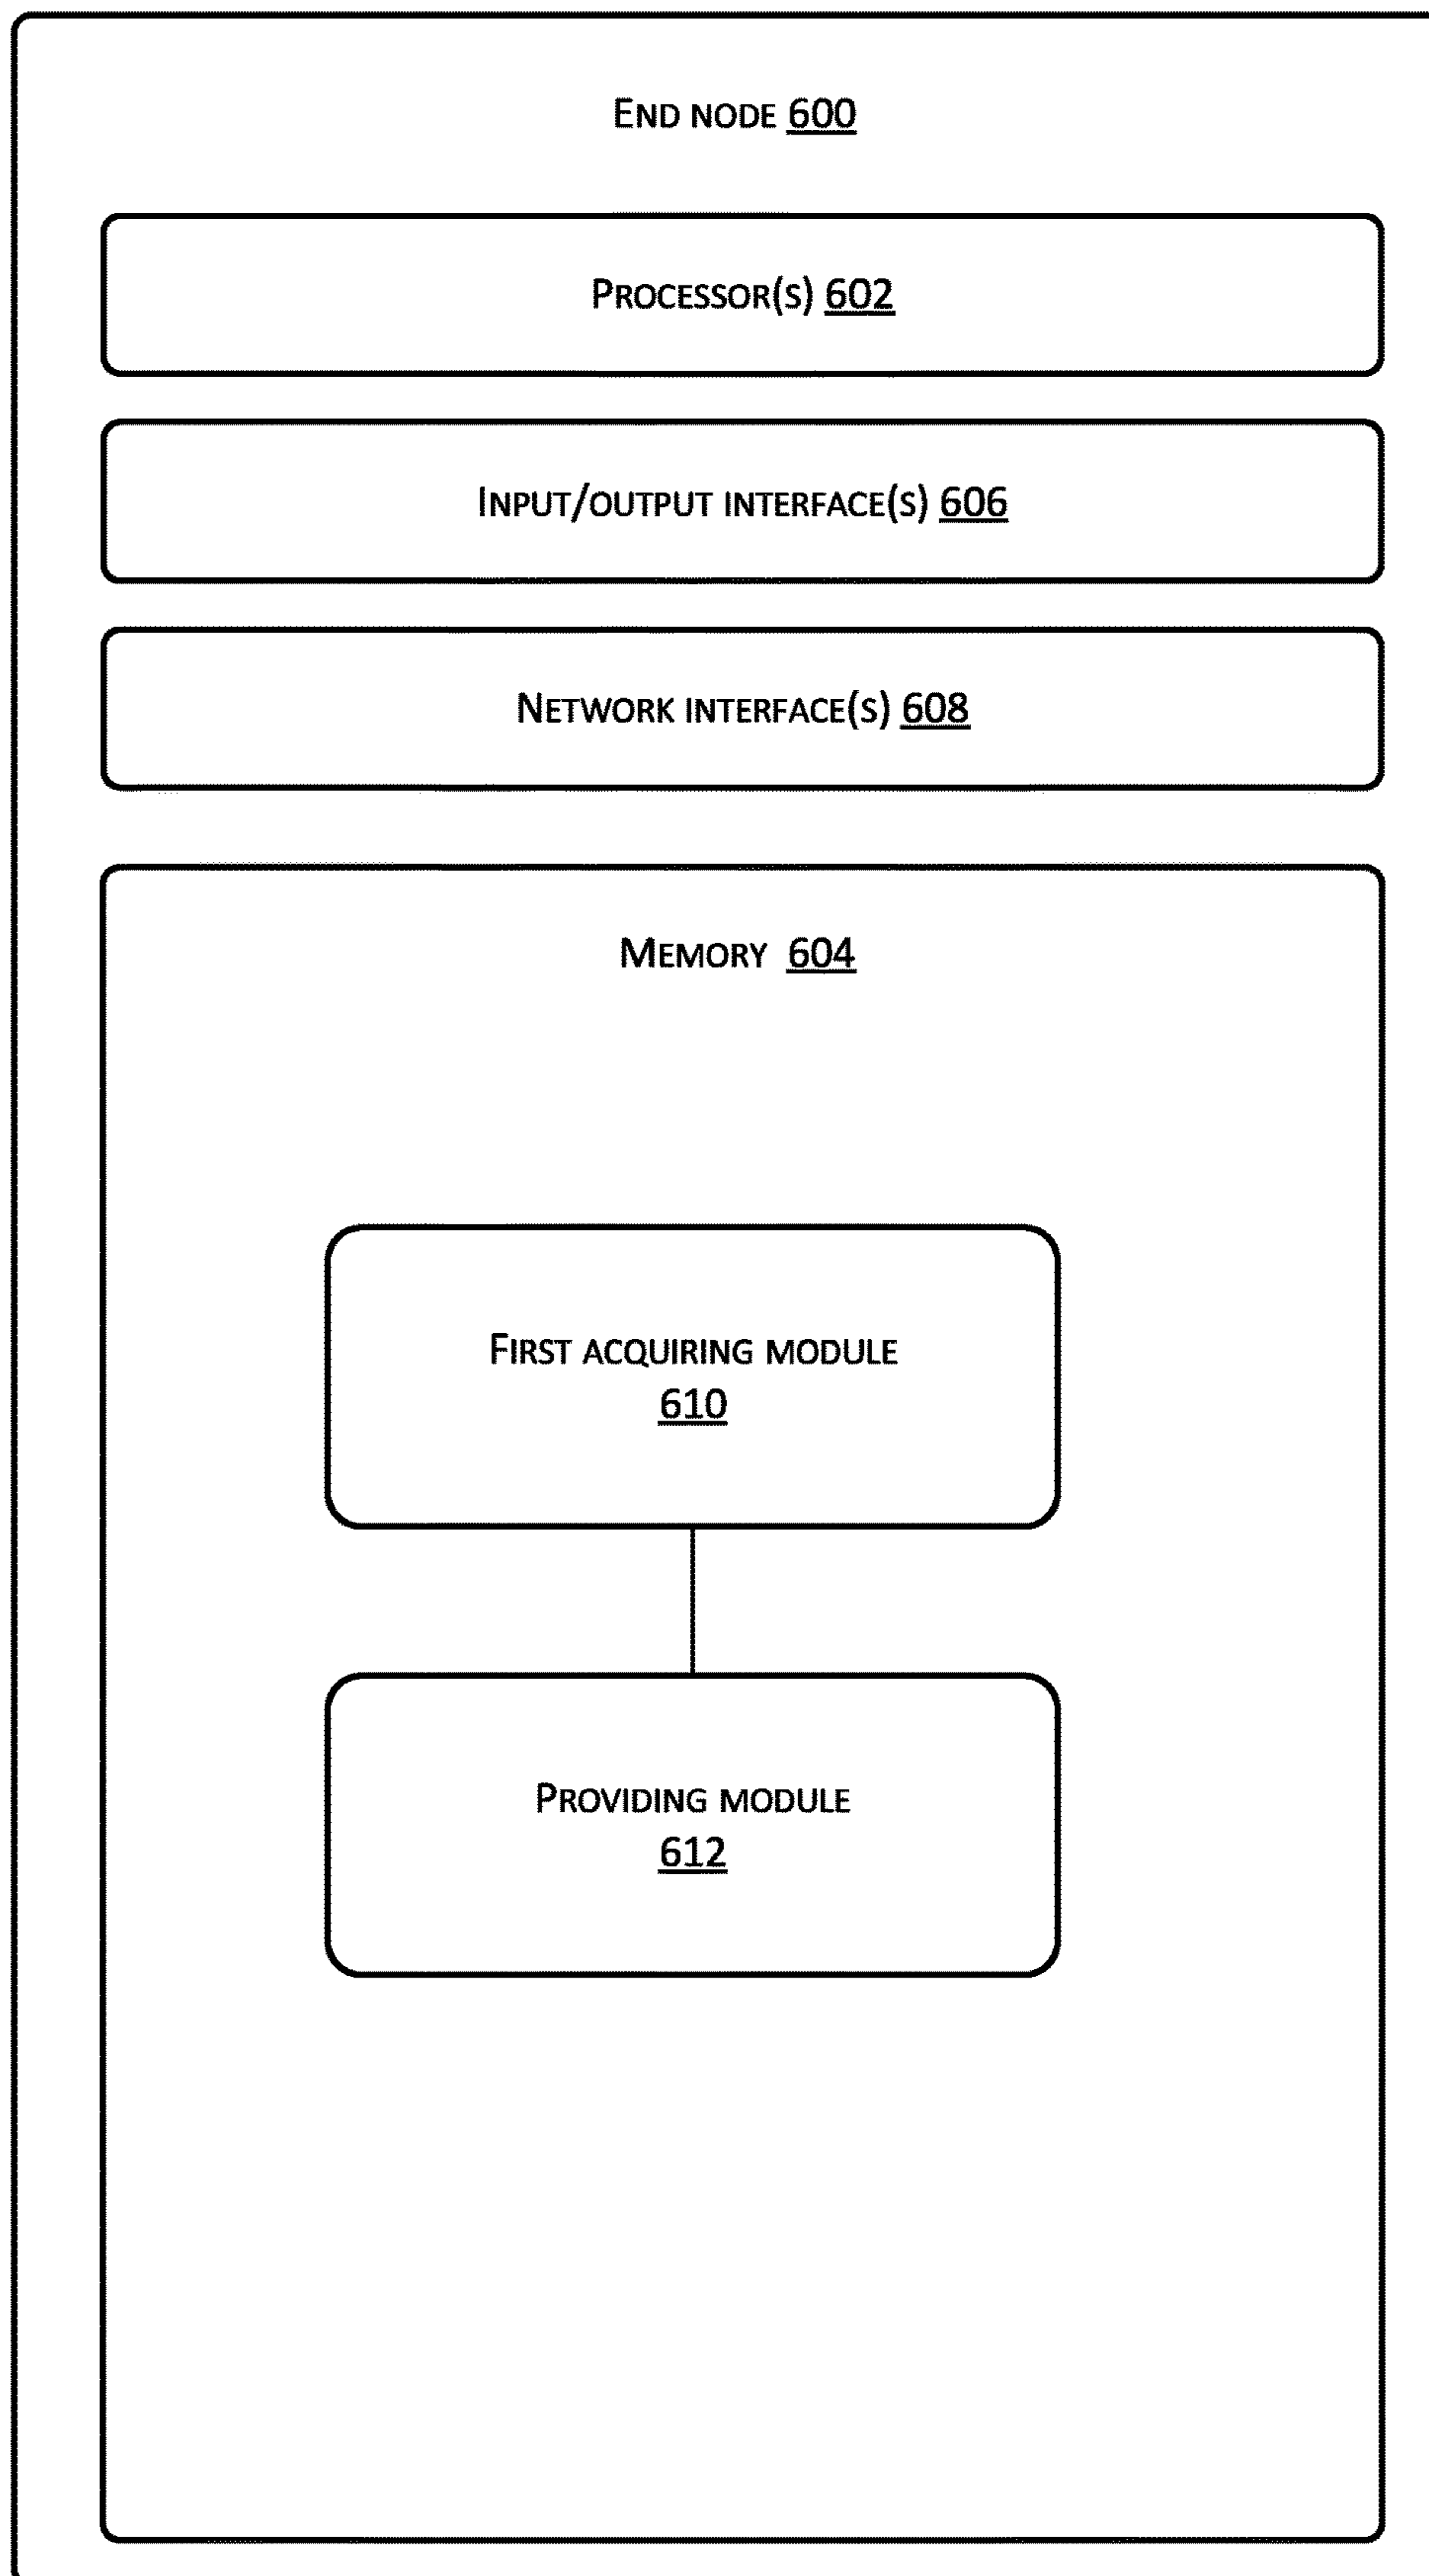 END NODE 600
PROCESSOR(S) 602
INPUT/OUTPUT INTERFACE(S) 606
NETWORK INTERFACE(S) 608
MEMORY 604
FIRST ACQUIRING MODULE
610
PROVIDING MODULE
612